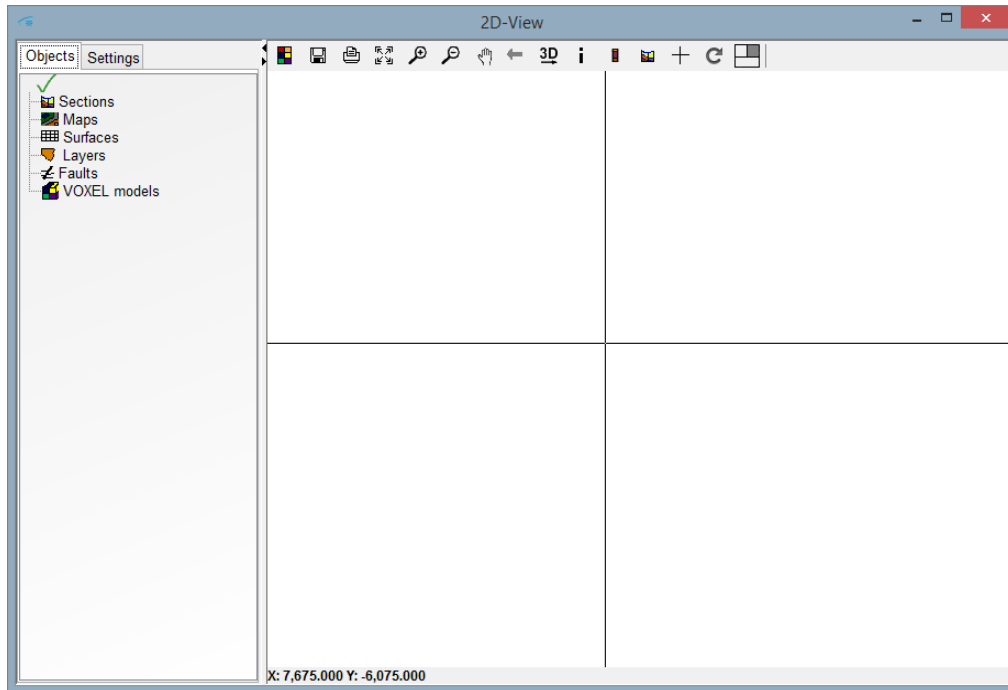 2D-View
Objects Settings
3D i
Sections
Maps
Surfaces
Layers
Faults
VOXEL models
X: 7,675.000 Y: -6,075.000